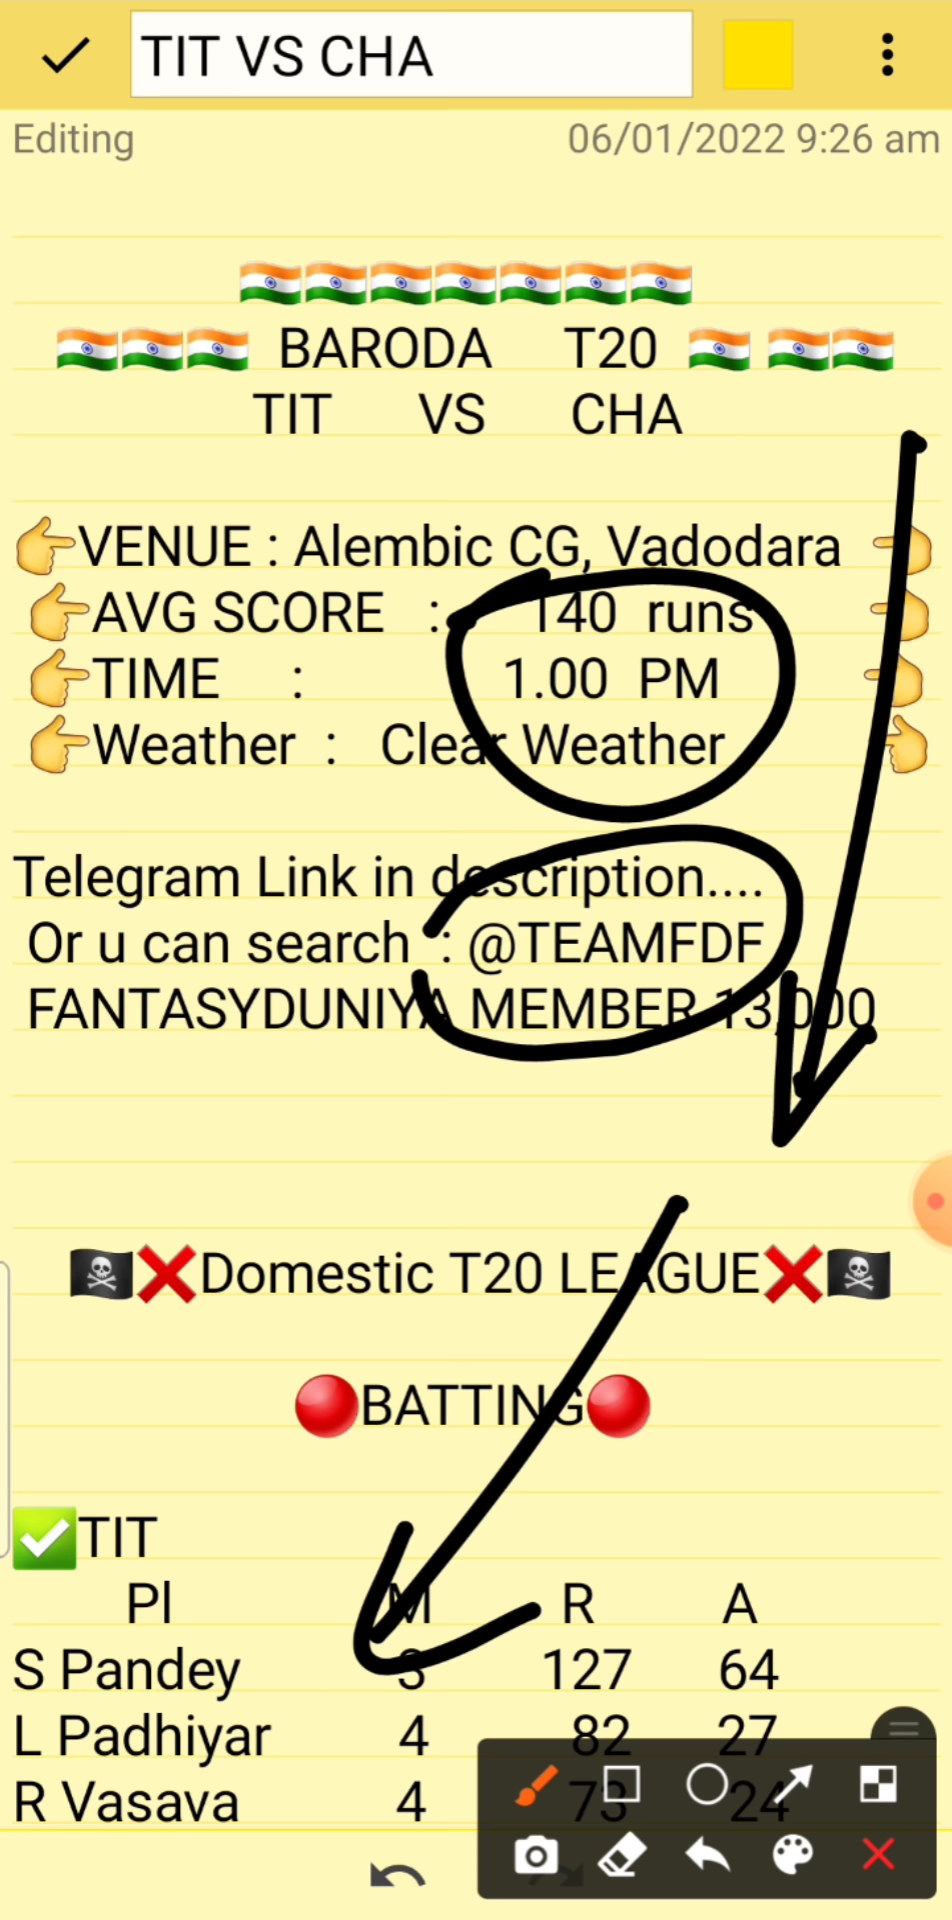 TIT VS CHA
Editing 06/01/2022 9:26 am
BARODA T20
TIT VS CHA
VENUE : Alembic CG, Vadodara
AVG SCORE : 140 runs
TIME : 1.00 PM
Weather : Clear Weather
Telegram Link in description....
Or u can search : @TEAMFDF
FANTASYDUNIYA MEMBER 13,000
Domestic T20 LEAGUE
BATTING
TIT
Pl M R A
S Pandey 3 127 64
L Padhiyar 4 82 27
R Vasava 4 73 24